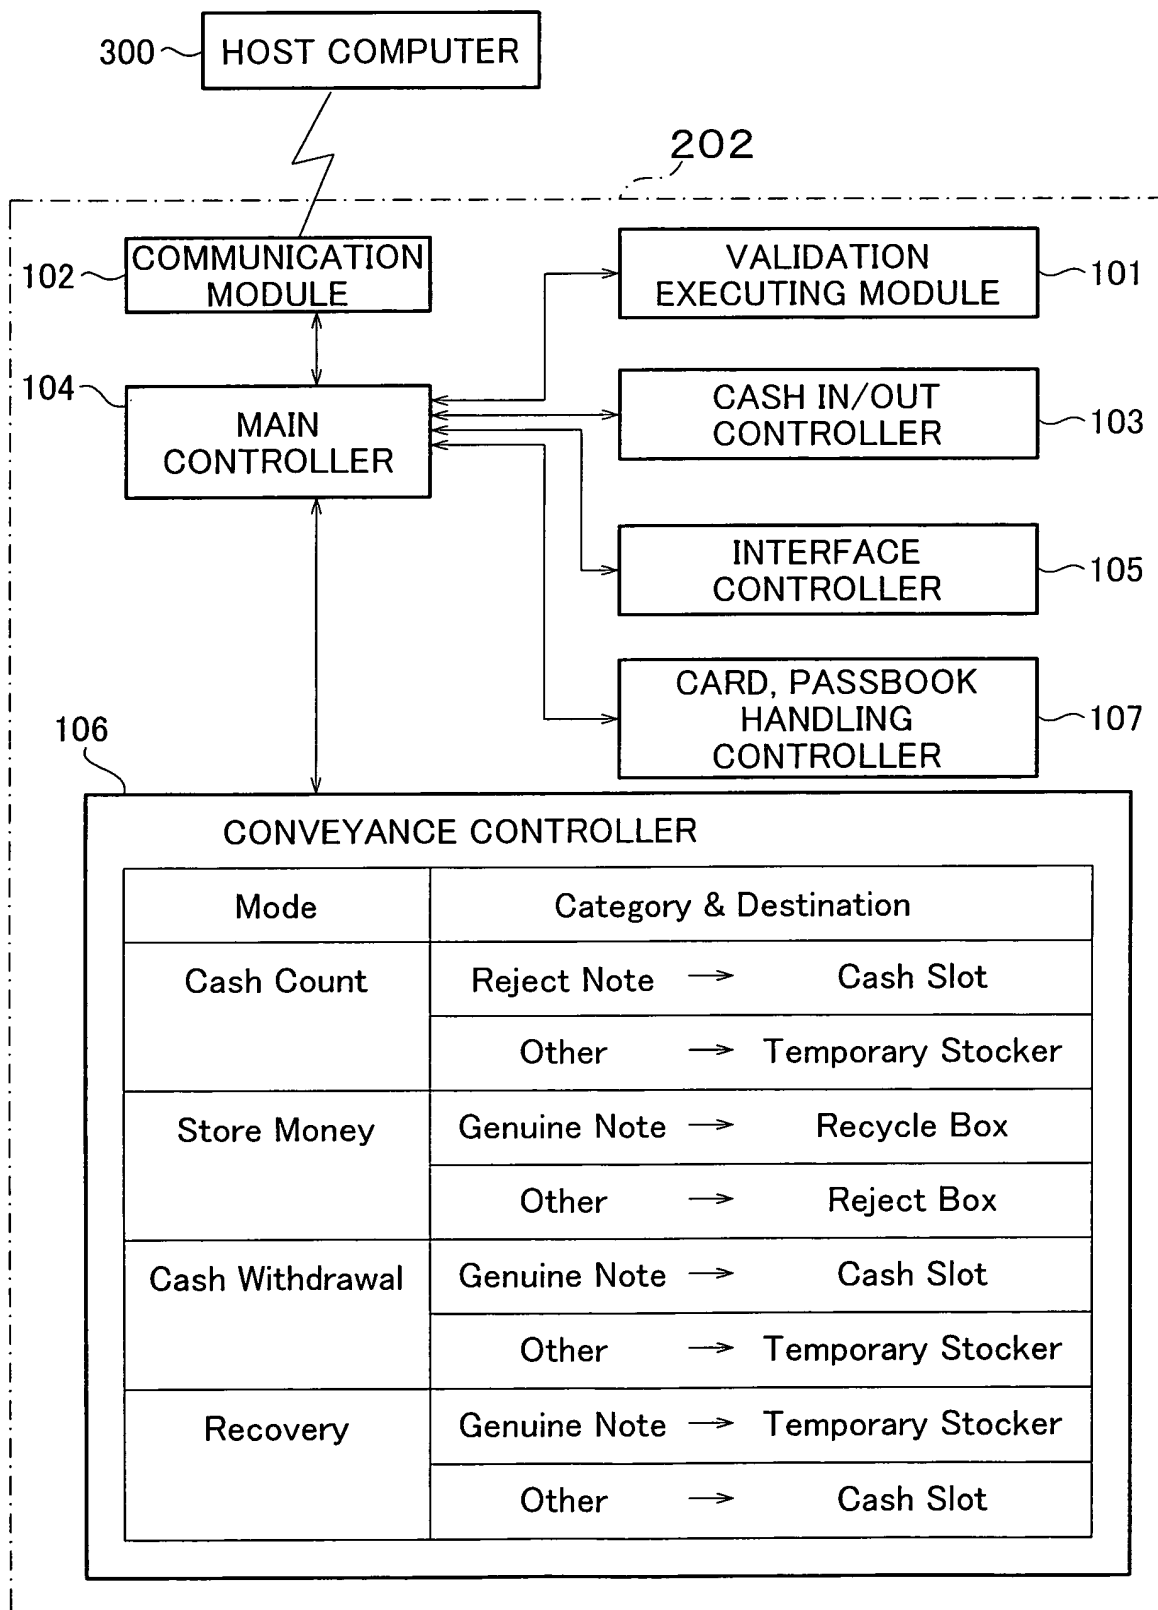 300
HOST COMPUTER
202
102
COMMUNICATION
MODULE
VALIDATION
EXECUTING MODULE
101
104
MAIN
CONTROLLER
CASH IN/OUT
CONTROLLER
103
INTERFACE
CONTROLLER
105
CARD, PASSBOOK
HANDLING
CONTROLLER
107
106
CONVEYANCE CONTROLLER
Mode Category & Destination
Cash Count Reject Note → Cash Slot
Other → Temporary Stocker
Store Money Genuine Note → Recycle Box
Other → Reject Box
Cash Withdrawal Genuine Note → Cash Slot
Other → Temporary Stocker
Recovery Genuine Note → Temporary Stocker
Other → Cash Slot